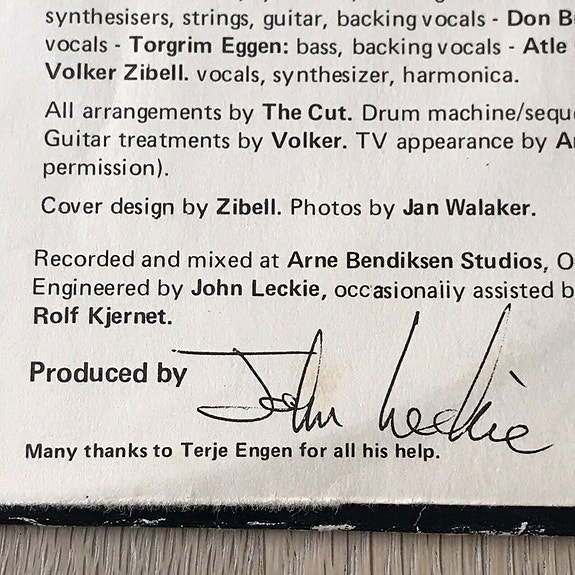 synthesisers, strings, guitar, backing vocals - Don B
vocals - Torgrim Eggen: bass, backing vocals - Atle
Volker Zibell. vocals, synthesizer, harmonica.
All arrangements by The Cut. Drum machine/sequ
Guitar treatments by Volker. TV appearance by A
permission).
Cover design by Zibell. Photos by Jan Walaker.
Recorded and mixed at Arne Bendiksen Studios, O
Engineered by John Leckie, occasionally assisted b
Rolf Kjernet.
Produced by John Leckie
Many thanks to Terje Engen for all his help.